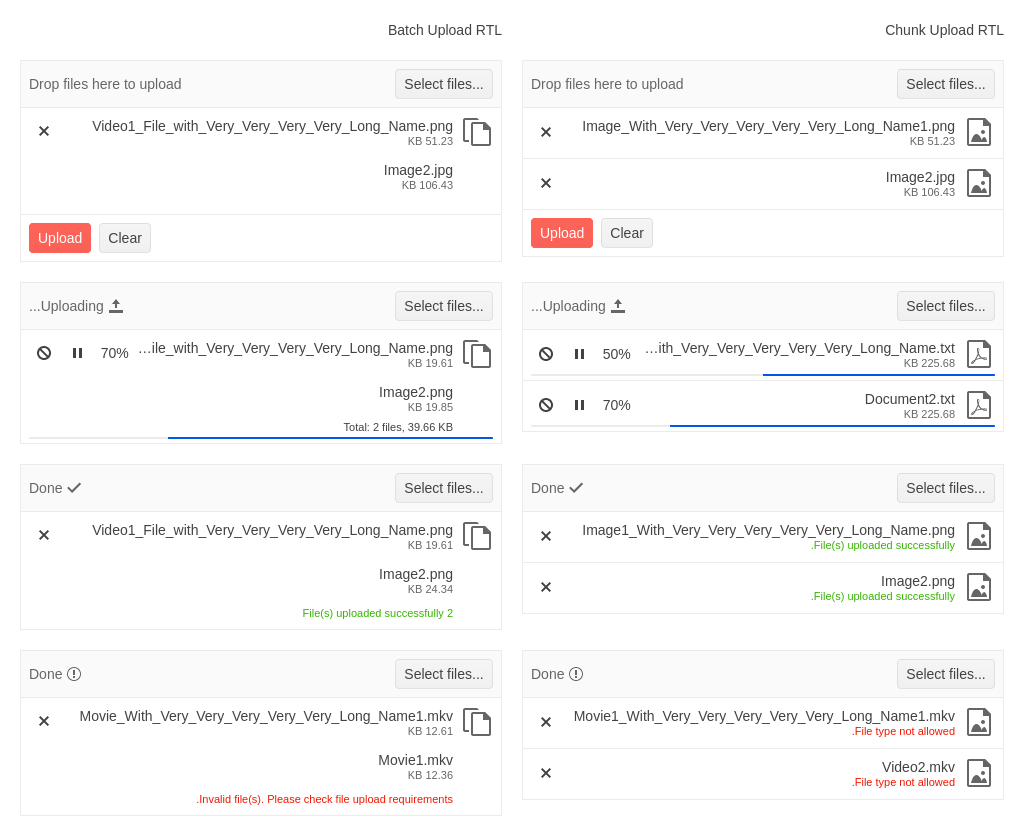 Batch Upload RTL
Drop files here to upload
Select files...
Video1_File_with_Very_Very_Very_Very_Long_Name.png
KB 51.23
Image2.jpg
KB 106.43
Upload
Clear
...Uploading
Select files...
70%
…ile_with_Very_Very_Very_Very_Long_Name.png
KB 19.61
Image2.png
KB 19.85
Total: 2 files, 39.66 KB
Done
Select files...
Video1_File_with_Very_Very_Very_Very_Long_Name.png
KB 19.61
Image2.png
KB 24.34
File(s) uploaded successfully 2
Done
Select files...
Movie_With_Very_Very_Very_Very_Very_Long_Name1.mkv
KB 12.61
Movie1.mkv
KB 12.36
.Invalid file(s). Please check file upload requirements
Chunk Upload RTL
Drop files here to upload
Select files...
Image_With_Very_Very_Very_Very_Very_Long_Name1.png
KB 51.23
Image2.jpg
KB 106.43
Upload
Clear
...Uploading
Select files...
50%
…ith_Very_Very_Very_Very_Very_Long_Name.txt
KB 225.68
70%
Document2.txt
KB 225.68
Done
Select files...
Image1_With_Very_Very_Very_Very_Very_Long_Name.png
.File(s) uploaded successfully
Image2.png
.File(s) uploaded successfully
Done
Select files...
Movie1_With_Very_Very_Very_Very_Very_Long_Name1.mkv
.File type not allowed
Video2.mkv
.File type not allowed